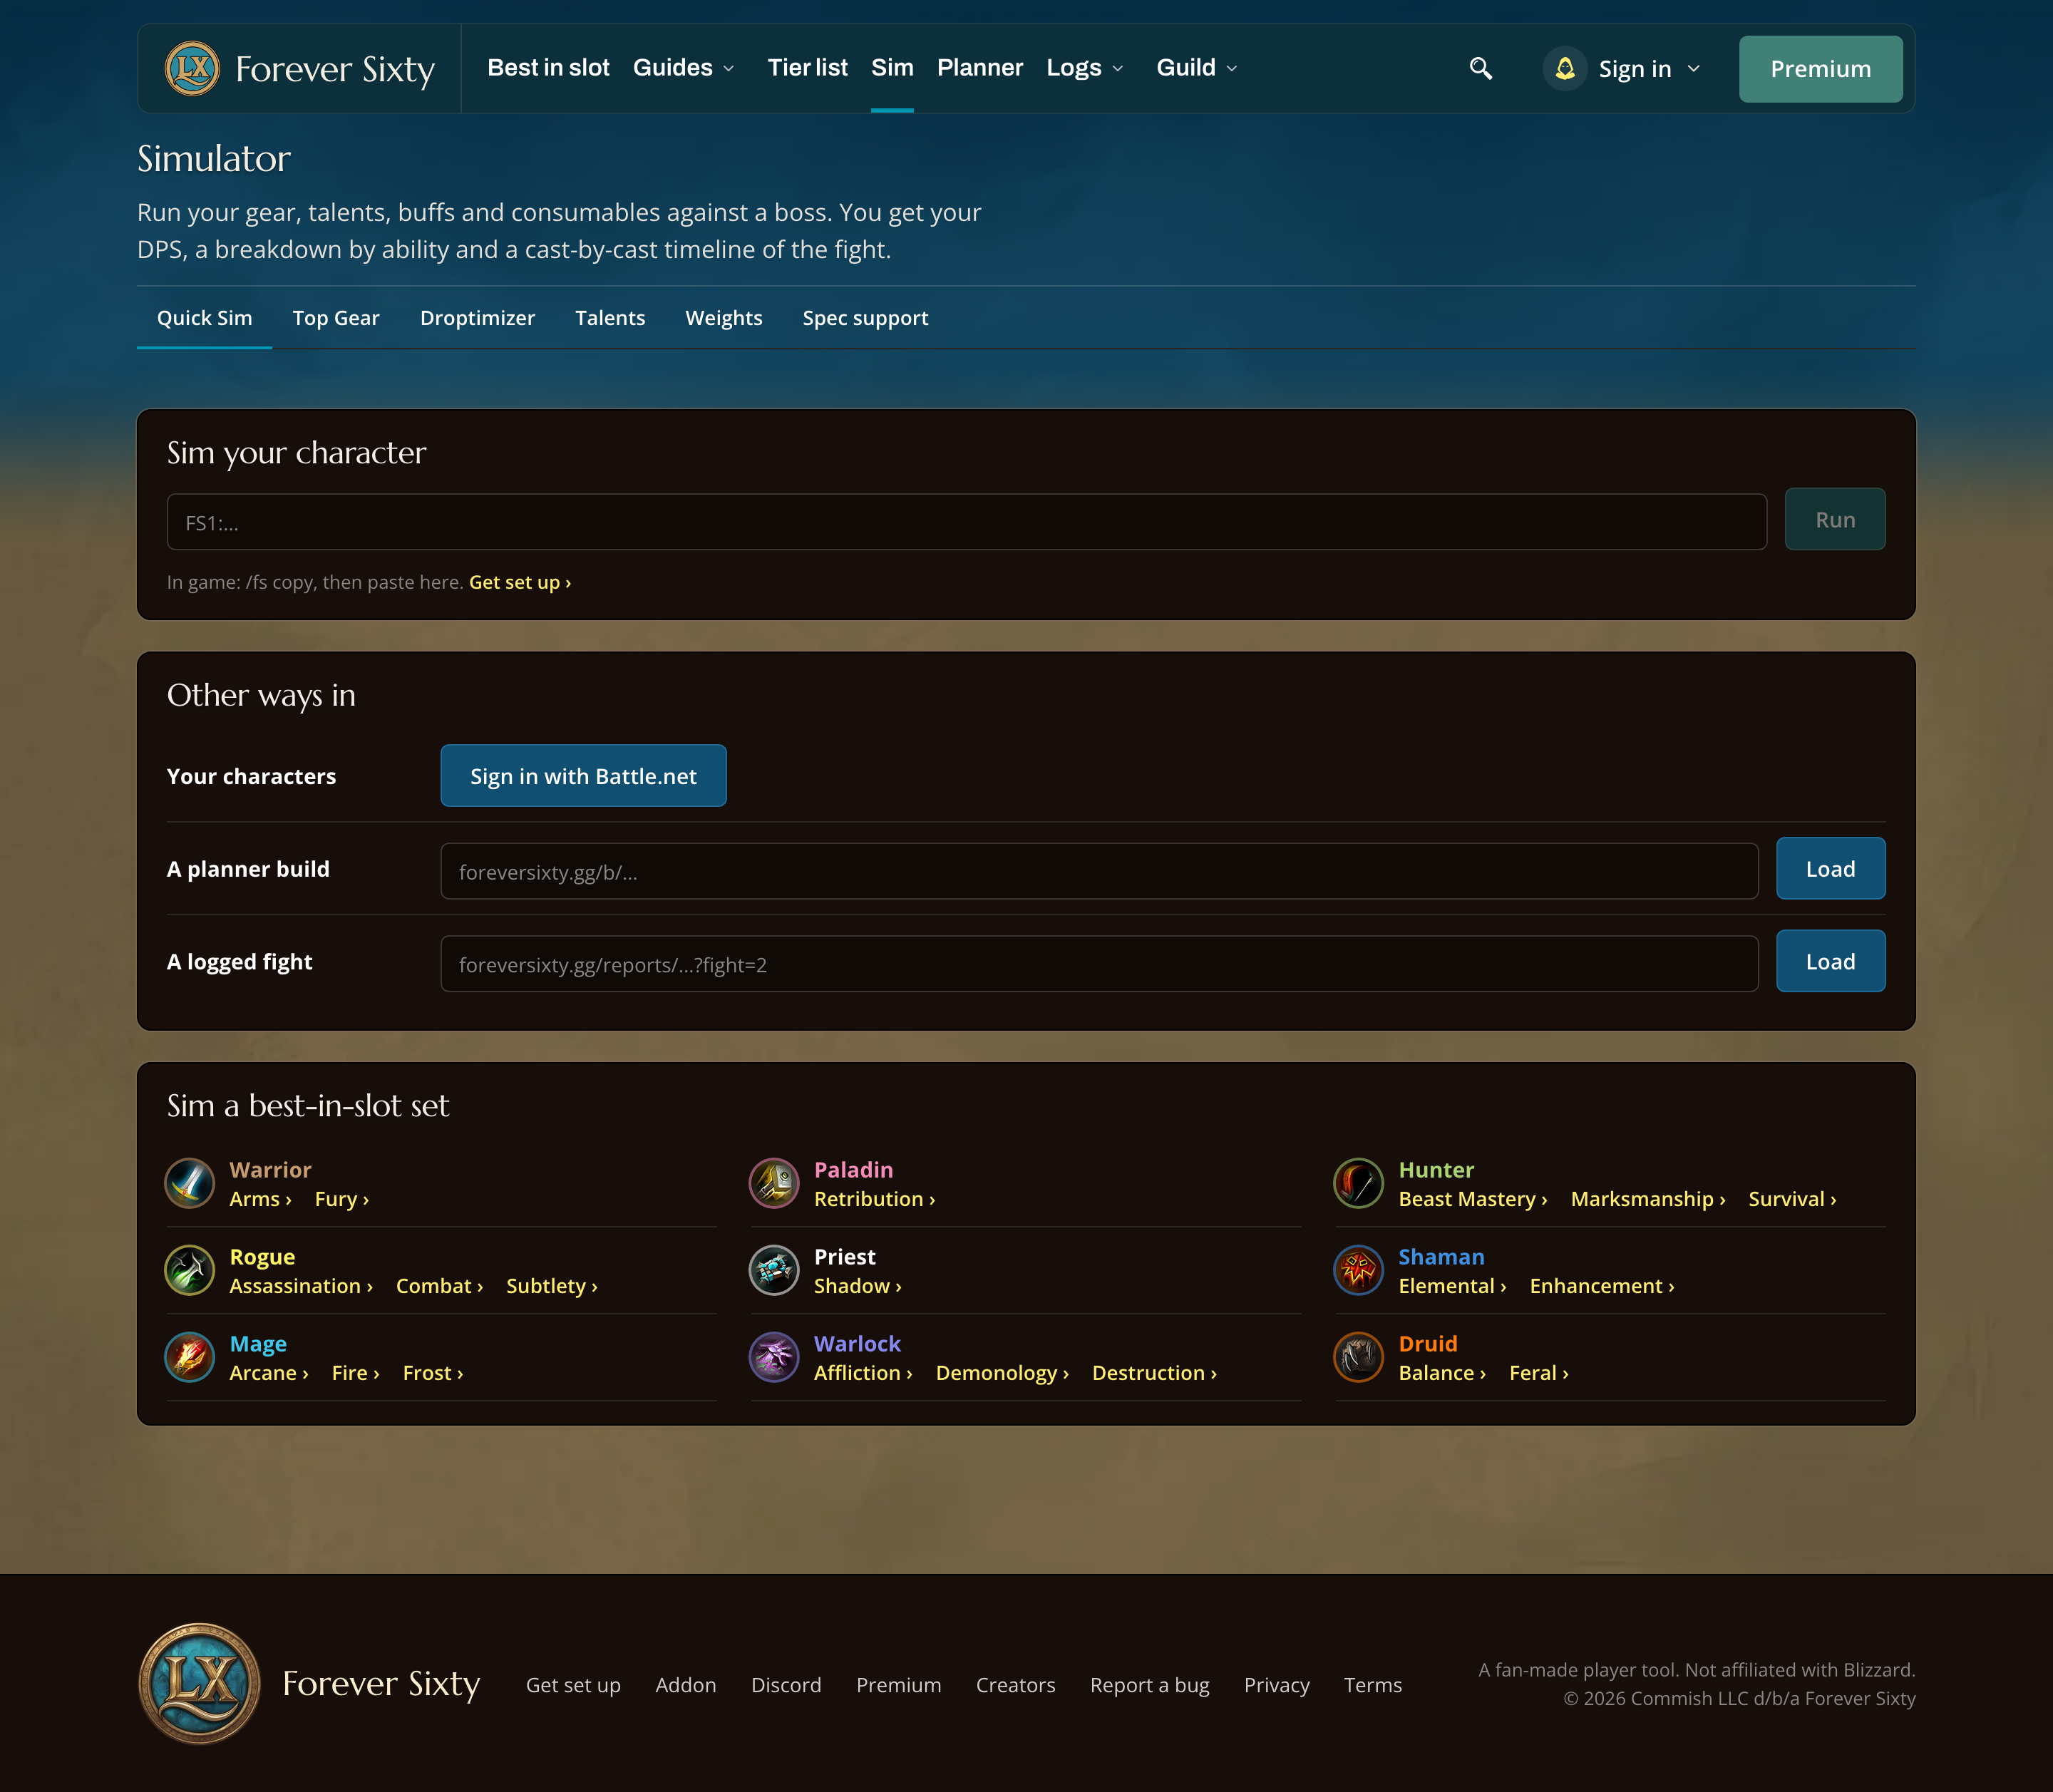 LX Forever Sixty
Best in slot Guides Tier list Sim Planner Logs Guild Sign in Premium
Simulator
Run your gear, talents, buffs and consumables against a boss. You get your
DPS, a breakdown by ability and a cast-by-cast timeline of the fight.
Quick Sim Top Gear Droptimizer Talents Weights Spec support
Sim your character
FS1:...
Run
In game: /fs copy, then paste here. Get set up ›
Other ways in
Your characters
Sign in with Battle.net
A planner build
foreversixty.gg/b/...
Load
A logged fight
foreversixty.gg/reports/...?fight=2
Load
Sim a best-in-slot set
Warrior
Arms › Fury ›
Paladin
Retribution ›
Hunter
Beast Mastery › Marksmanship › Survival ›
Rogue
Assassination › Combat › Subtlety ›
Priest
Shadow ›
Shaman
Elemental › Enhancement ›
Mage
Arcane › Fire › Frost ›
Warlock
Affliction › Demonology › Destruction ›
Druid
Balance › Feral ›
LX
Forever Sixty
Get set up Addon Discord Premium Creators Report a bug Privacy Terms
A fan-made player tool. Not affiliated with Blizzard.
© 2026 Commish LLC d/b/a Forever Sixty